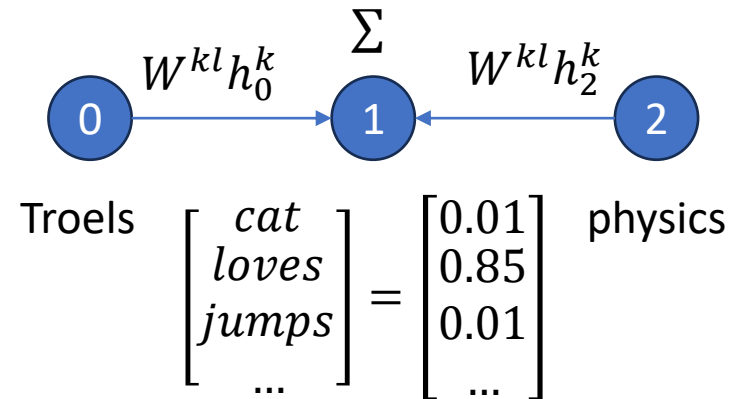 ∑
W^{kl}h_0^k W^{kl}h_2^k
0 1 2
Troels [cat loves jumps ...] = [0.01 0.85 0.01 ...] physics